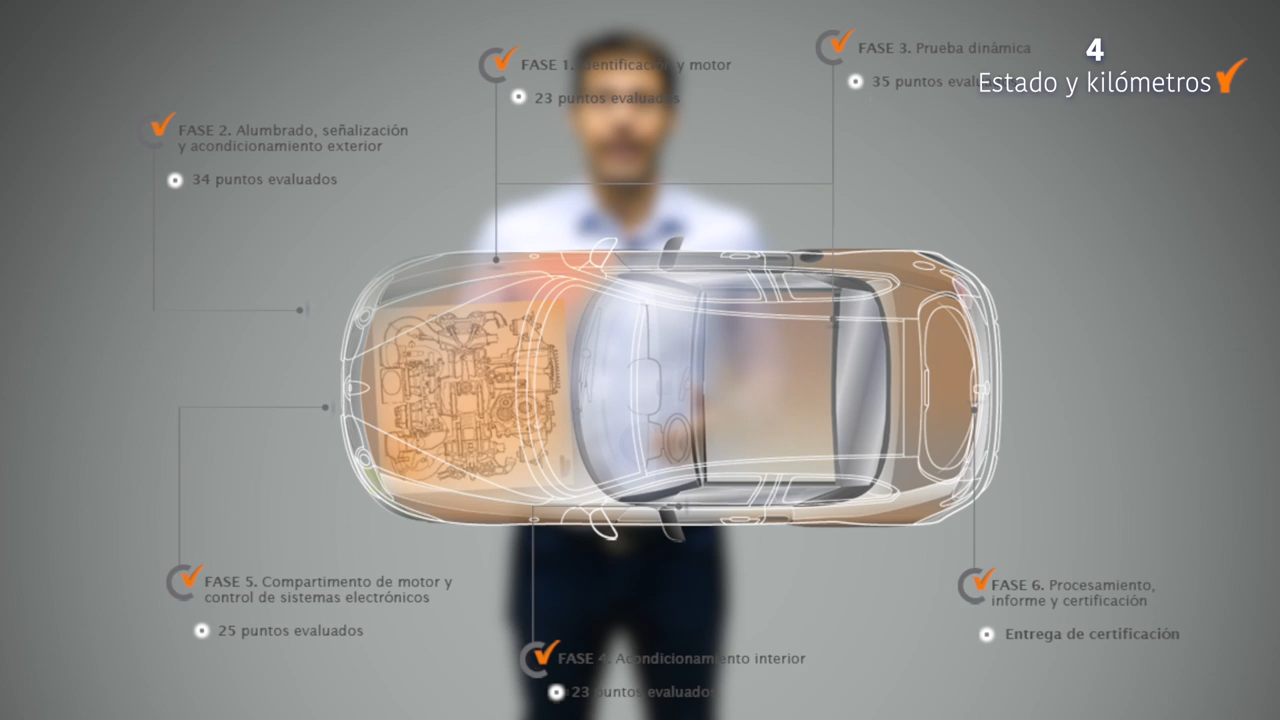 4
Estado y kilómetros
FASE 1. Identificación y motor
23 puntos evaluados
FASE 3. Prueba dinámica
35 puntos
FASE 2. Alumbrado, señalización
y acondicionamiento exterior
34 puntos evaluados
FASE 5. Compartimento de motor y
control de sistemas electrónicos
25 puntos evaluados
FASE 6. Procesamiento,
informe y certificación
Entrega de certificación
FASE 4. Acondicionamiento interior
23 puntos evaluados